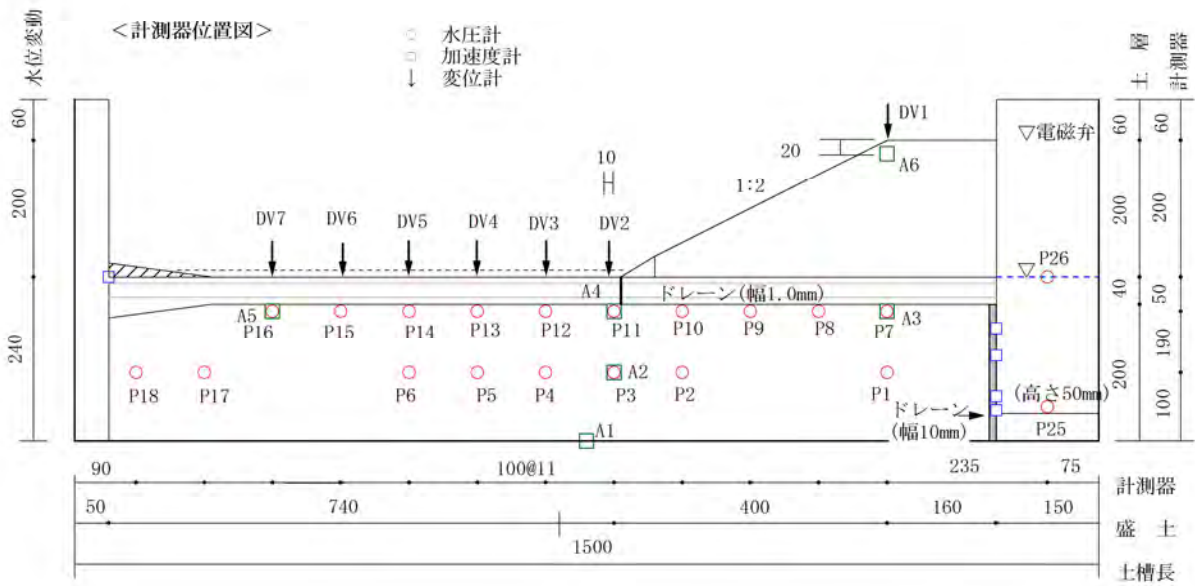 <計測器位置図>
○ 水圧計
□ 加速度計
↓ 変位計
水位変動
土層
計測器
60
200
240
60
200
40
200
60
200
50
190
100
DV1
▽電磁弁
20
A6
10
1:2
DV7
DV6
DV5
DV4
DV3
DV2
P26
A4
ドレーン(幅1.0mm)
A5
A3
P16
P15
P14
P13
P12
P11
P10
P9
P8
P7
A2
P18
P17
P6
P5
P4
P3
P2
P1
(高さ50mm)
ドレーン
(幅10mm)
P25
A1
90
100@11
235
75
計測器
50
740
400
160
150
盛土
1500
土槽長